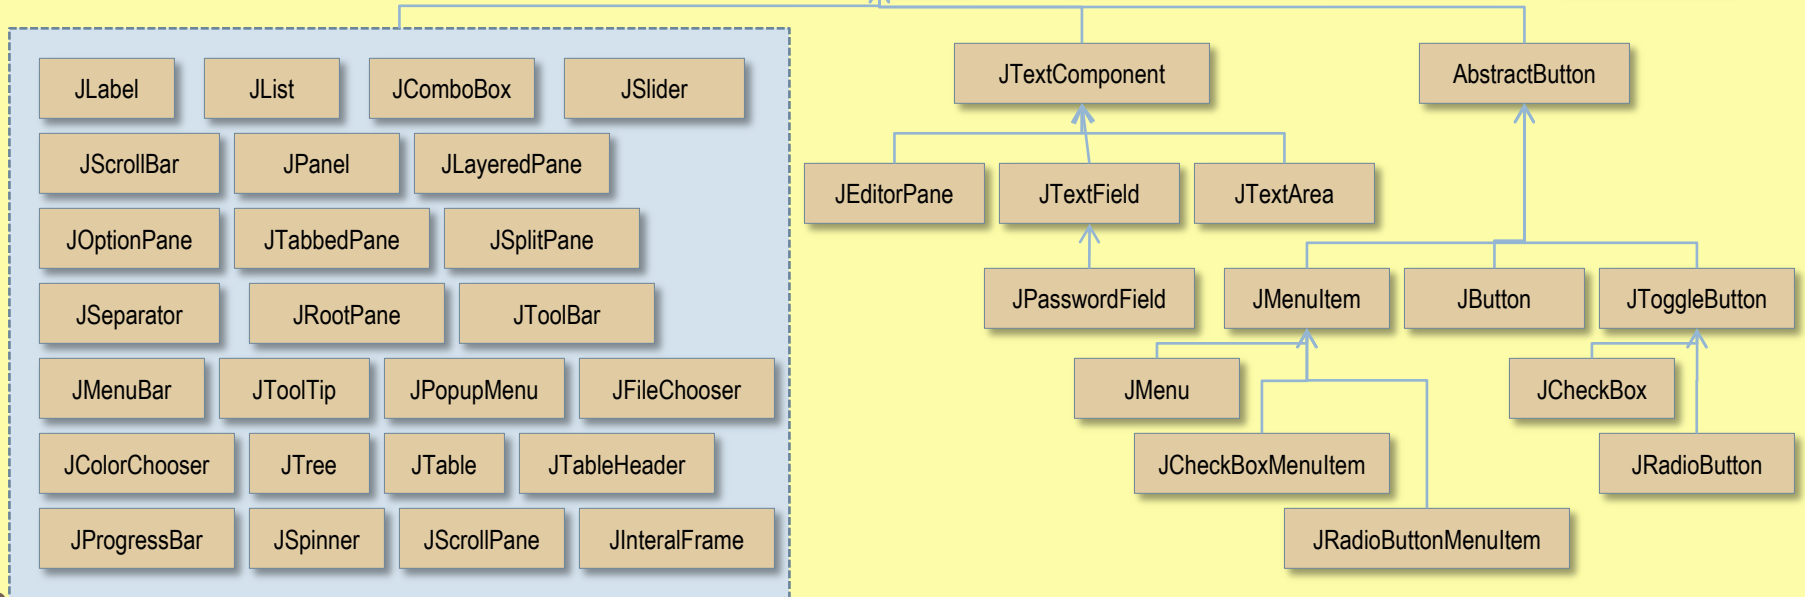 JLabel JList JComboBox JSlider
JScrollBar JPanel JLayeredPane
JOptionPane JTabbedPane JSplitPane
JSeparator JRootPane JToolBar
JMenuBar JToolTip JPopupMenu JFileChooser
JColorChooser JTree JTable JTableHeader
JProgressBar JSpinner JScrollPane JInteralFrame
JTextComponent AbstractButton
JEditorPane JTextField JTextArea
JPasswordField JMenuItem JButton JToggleButton
JMenu JCheckBox
JCheckBoxMenuItem JRadioButton
JRadioButtonMenuItem